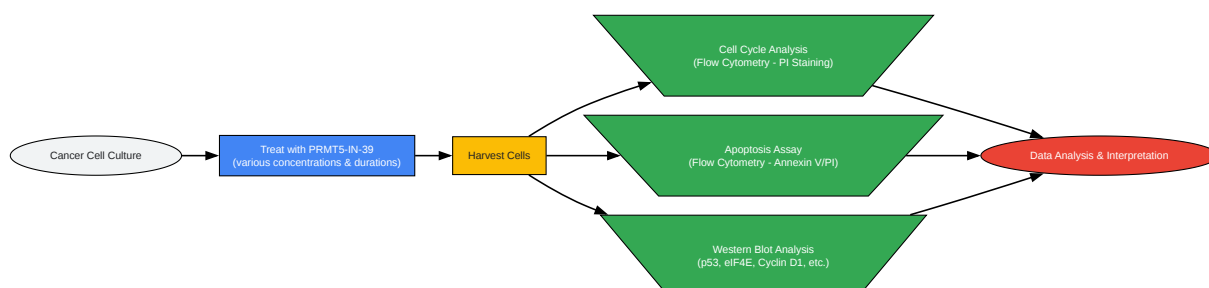 Cancer Cell Culture
Treat with PRMT5-IN-39
(various concentrations & durations)
Harvest Cells
Cell Cycle Analysis
(Flow Cytometry - PI Staining)
Apoptosis Assay
(Flow Cytometry - Annexin V/PI)
Western Blot Analysis
(p53, eIF4E, Cyclin D1, etc.)
Data Analysis & Interpretation